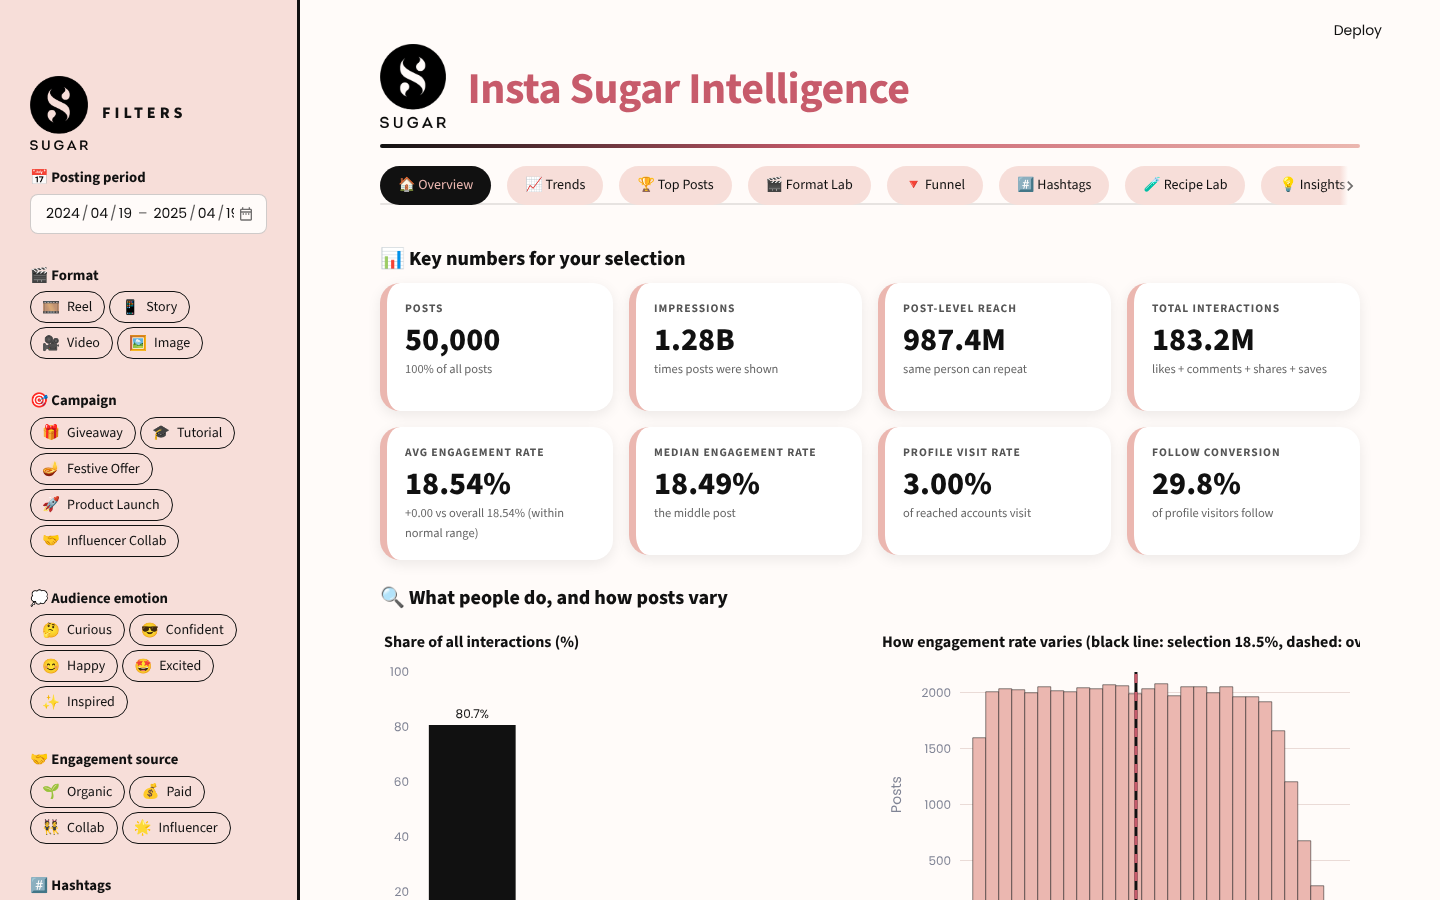 Deploy
SUGAR
FILTERS
📅 Posting period
2024/04/19 – 2025/04/19
🎬 Format
🎞️ Reel
📱 Story
🎥 Video
🖼️ Image
🎯 Campaign
🎁 Giveaway
🎓 Tutorial
🪔 Festive Offer
🚀 Product Launch
🤝 Influencer Collab
💭 Audience emotion
🤔 Curious
😎 Confident
😊 Happy
🤩 Excited
✨ Inspired
🤝 Engagement source
🌱 Organic
💰 Paid
👯 Collab
🌟 Influencer
#️⃣ Hashtags
SUGAR
Insta Sugar Intelligence
🏠 Overview
📈 Trends
🏆 Top Posts
🎬 Format Lab
🔻 Funnel
#️⃣ Hashtags
🧪 Recipe Lab
💡 Insights
📊 Key numbers for your selection
POSTS
50,000
100% of all posts
IMPRESSIONS
1.28B
times posts were shown
POST-LEVEL REACH
987.4M
same person can repeat
TOTAL INTERACTIONS
183.2M
likes + comments + shares + saves
AVG ENGAGEMENT RATE
18.54%
+0.00 vs overall 18.54% (within
normal range)
MEDIAN ENGAGEMENT RATE
18.49%
the middle post
PROFILE VISIT RATE
3.00%
of reached accounts visit
FOLLOW CONVERSION
29.8%
of profile visitors follow
🔍 What people do, and how posts vary
Share of all interactions (%)
100
80
60
40
20
80.7%
How engagement rate varies (black line: selection 18.5%, dashed: ov
Posts
2000
1500
1000
500